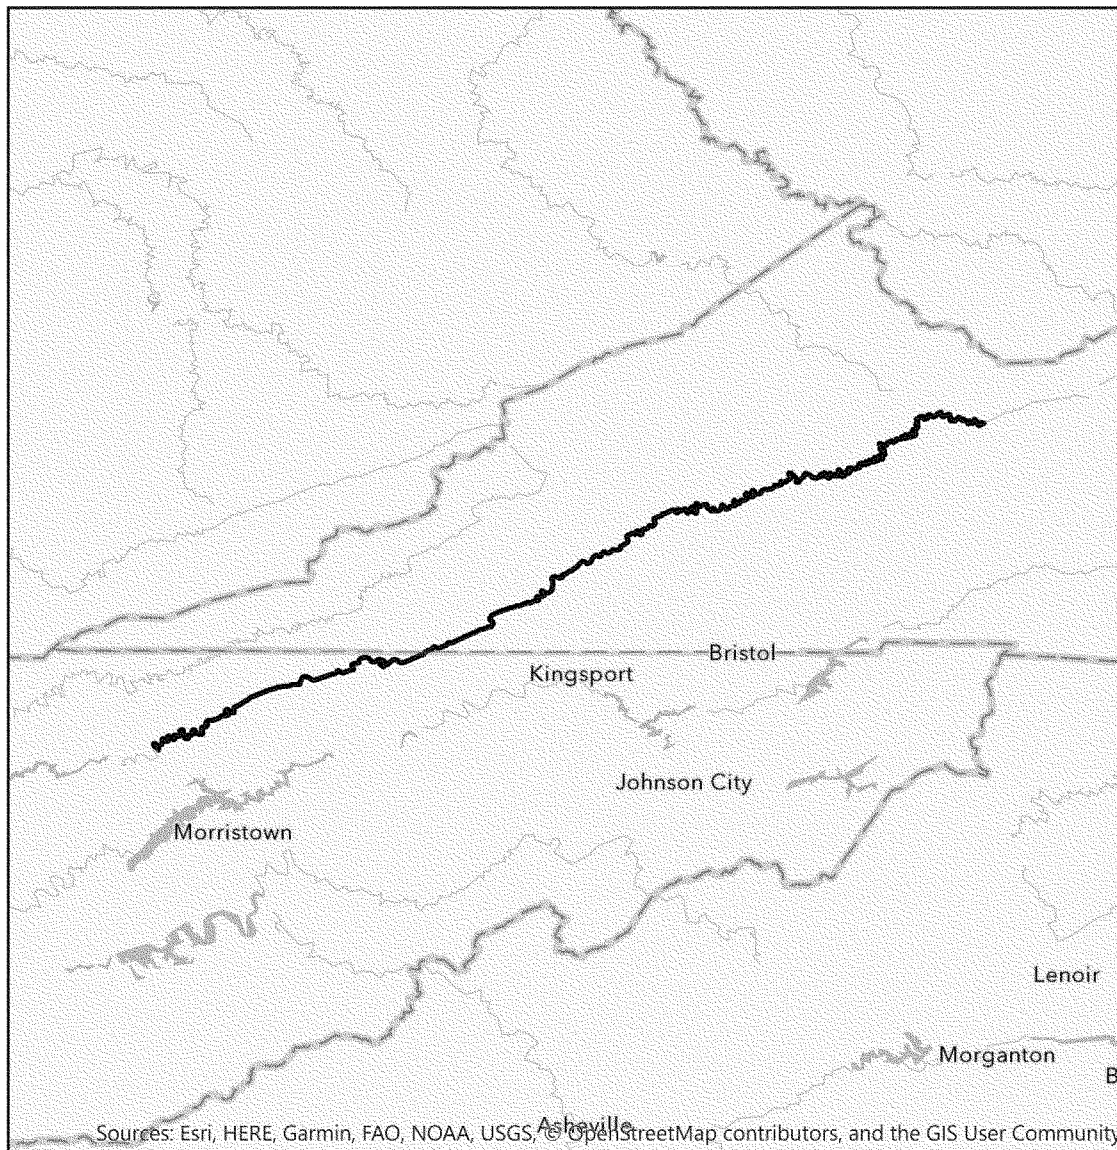 Bristol
Kingsport
Johnson City
Morristown
Lenoir
Morganton
B
Asheville
Sources: Esri, HERE, Garmin, FAO, NOAA, USGS, © OpenStreetMap contributors, and the GIS User Community